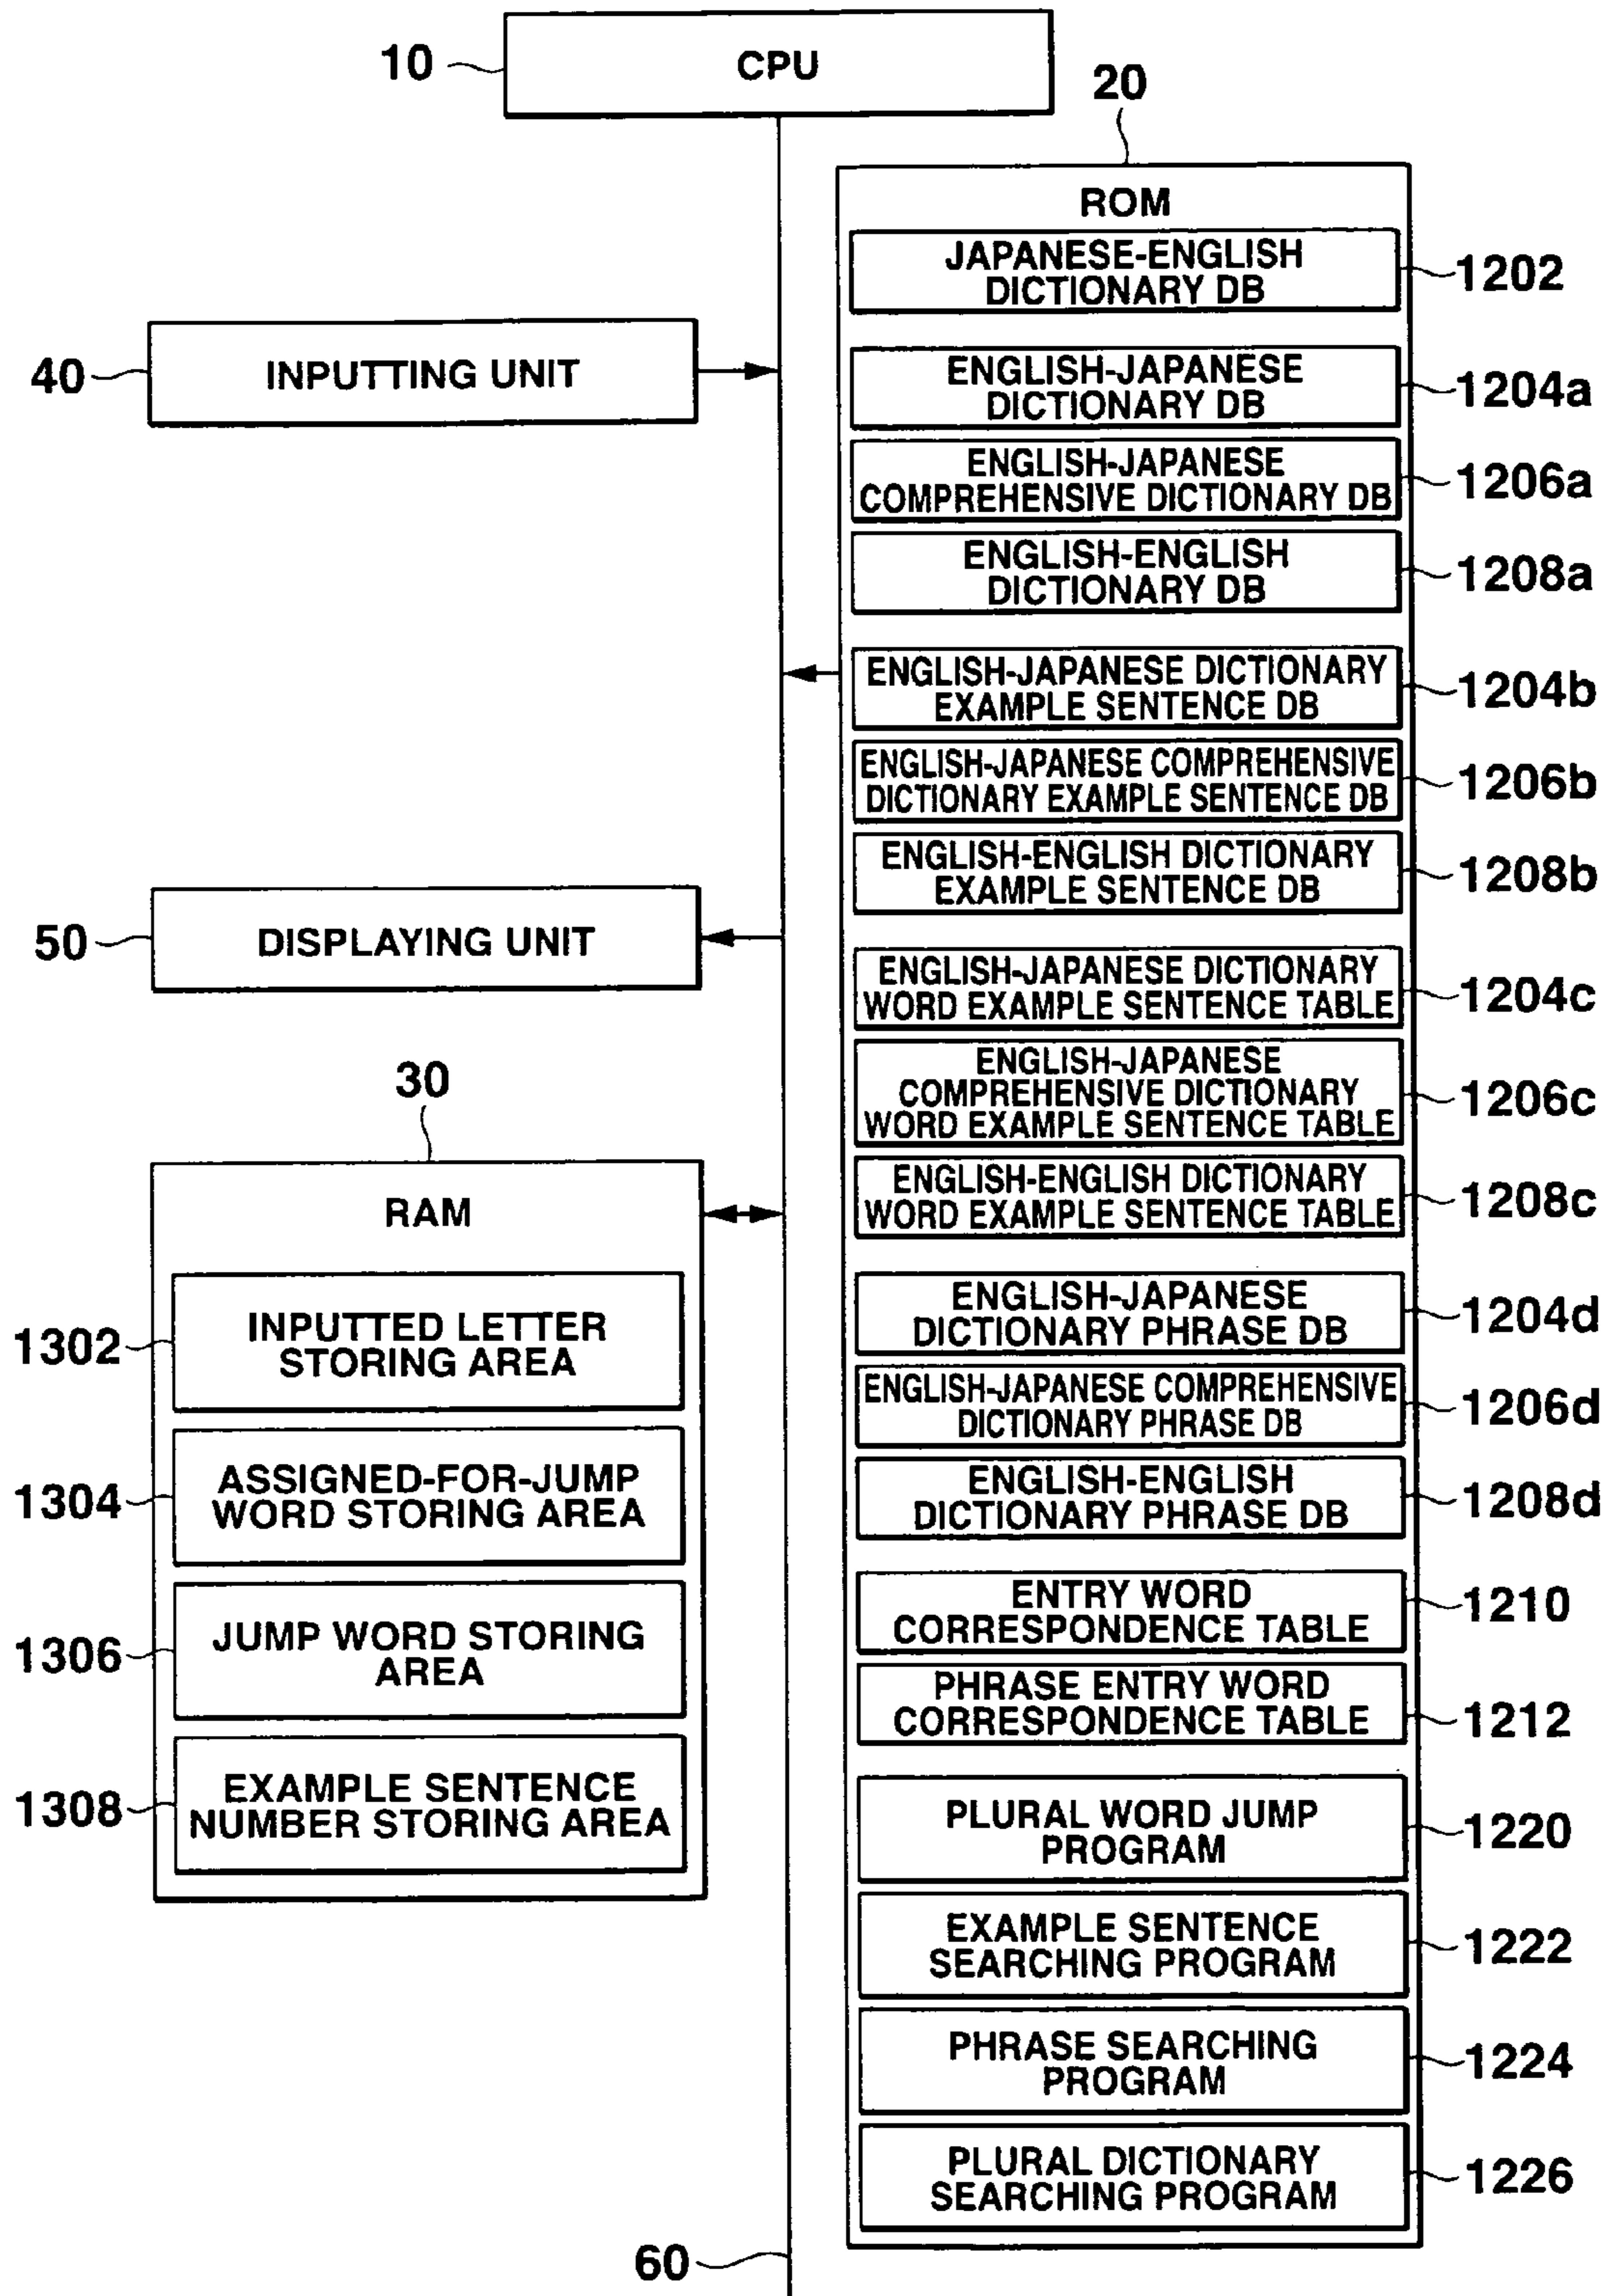 10
CPU
20
ROM
JAPANESE-ENGLISH
DICTIONARY DB
1202
40
INPUTTING UNIT
ENGLISH-JAPANESE
DICTIONARY DB
1204a
ENGLISH-JAPANESE
COMPREHENSIVE DICTIONARY DB
1206a
ENGLISH-ENGLISH
DICTIONARY DB
1208a
ENGLISH-JAPANESE DICTIONARY
EXAMPLE SENTENCE DB
1204b
ENGLISH-JAPANESE COMPREHENSIVE
DICTIONARY EXAMPLE SENTENCE DB
1206b
ENGLISH-ENGLISH DICTIONARY
EXAMPLE SENTENCE DB
1208b
50
DISPLAYING UNIT
ENGLISH-JAPANESE DICTIONARY
WORD EXAMPLE SENTENCE TABLE
1204c
ENGLISH-JAPANESE
COMPREHENSIVE DICTIONARY
WORD EXAMPLE SENTENCE TABLE
1206c
ENGLISH-ENGLISH DICTIONARY
WORD EXAMPLE SENTENCE TABLE
1208c
30
RAM
INPUTTED LETTER
STORING AREA
1302
ASSIGNED-FOR-JUMP
WORD STORING AREA
1304
JUMP WORD STORING
AREA
1306
EXAMPLE SENTENCE
NUMBER STORING AREA
1308
ENGLISH-JAPANESE
DICTIONARY PHRASE DB
1204d
ENGLISH-JAPANESE COMPREHENSIVE
DICTIONARY PHRASE DB
1206d
ENGLISH-ENGLISH
DICTIONARY PHRASE DB
1208d
ENTRY WORD
CORRESPONDENCE TABLE
1210
PHRASE ENTRY WORD
CORRESPONDENCE TABLE
1212
PLURAL WORD JUMP
PROGRAM
1220
EXAMPLE SENTENCE
SEARCHING PROGRAM
1222
PHRASE SEARCHING
PROGRAM
1224
PLURAL DICTIONARY
SEARCHING PROGRAM
1226
60